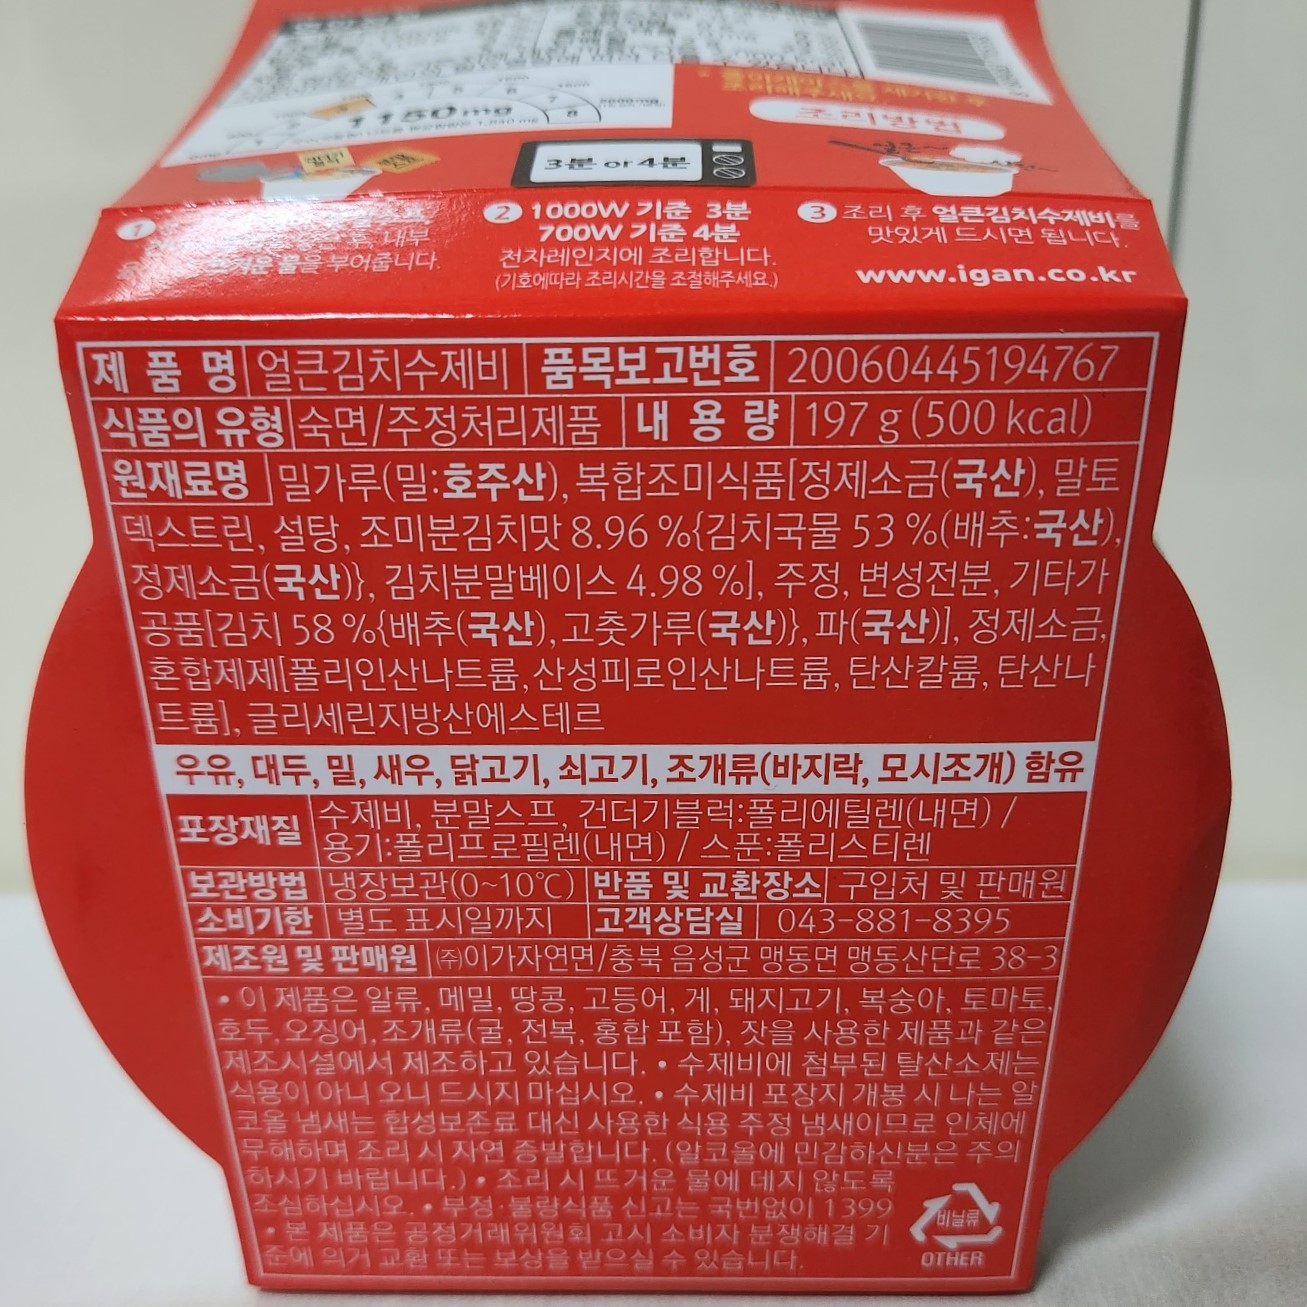 1150mg
조리방법
3분 or 4분
① ② 1000W 기준 3분
700W 기준 4분
전자레인지에 조리합니다.
(기호에따라 조리시간을 조절해주세요.)
내부
뜨거운 물을 부어줍니다.
③ 조리 후 얼큰김치수제비를
맛있게 드시면 됩니다.
www.igan.co.kr
제 품 명 얼큰김치수제비 품목보고번호 20060445194767
식품의 유형 숙면/주정처리제품 내 용 량 197 g (500 kcal)
원재료명 밀가루(밀:호주산), 복합조미식품[정제소금(국산), 말토
덱스트린, 설탕, 조미분김치맛 8.96 %{김치국물 53 %(배추:국산),
정제소금(국산)}, 김치분말베이스 4.98 %], 주정, 변성전분, 기타가
공품[김치 58 %{배추(국산), 고춧가루(국산)}, 파(국산)], 정제소금,
혼합제제[폴리인산나트륨, 산성피로인산나트륨, 탄산칼륨, 탄산나
트륨], 글리세린지방산에스테르
우유, 대두, 밀, 새우, 닭고기, 쇠고기, 조개류(바지락, 모시조개) 함유
포장재질 수제비, 분말스프, 건더기블럭:폴리에틸렌(내면) /
용기:폴리프로필렌(내면) / 스푼:폴리스티렌
보관방법 냉장보관(0~10℃) 반품 및 교환장소 구입처 및 판매원
소비기한 별도 표시일까지 고객상담실 043-881-8395
제조원 및 판매원 ㈜이가자연면/충북 음성군 맹동면 맹동산단로 38-3
• 이 제품은 알류, 메밀, 땅콩, 고등어, 게, 돼지고기, 복숭아, 토마토,
호두, 오징어, 조개류(굴, 전복, 홍합 포함), 잣을 사용한 제품과 같은
제조시설에서 제조하고 있습니다. • 수제비에 첨부된 탈산소제는
식용이 아니 오니 드시지 마십시오. • 수제비 포장지 개봉 시 나는 알
코올 냄새는 합성보존료 대신 사용한 식용 주정 냄새이므로 인체에
무해하며 조리 시 자연 증발합니다. (알코올에 민감하신분은 주의
하시기 바랍니다.) • 조리 시 뜨거운 물에 데지 않도록
조심하십시오. • 부정·불량식품 신고는 국번없이 1399
• 본 제품은 공정거래위원회 고시 소비자 분쟁해결 기
준에 의거 교환 또는 보상을 받으실 수 있습니다.
비닐류
OTHER